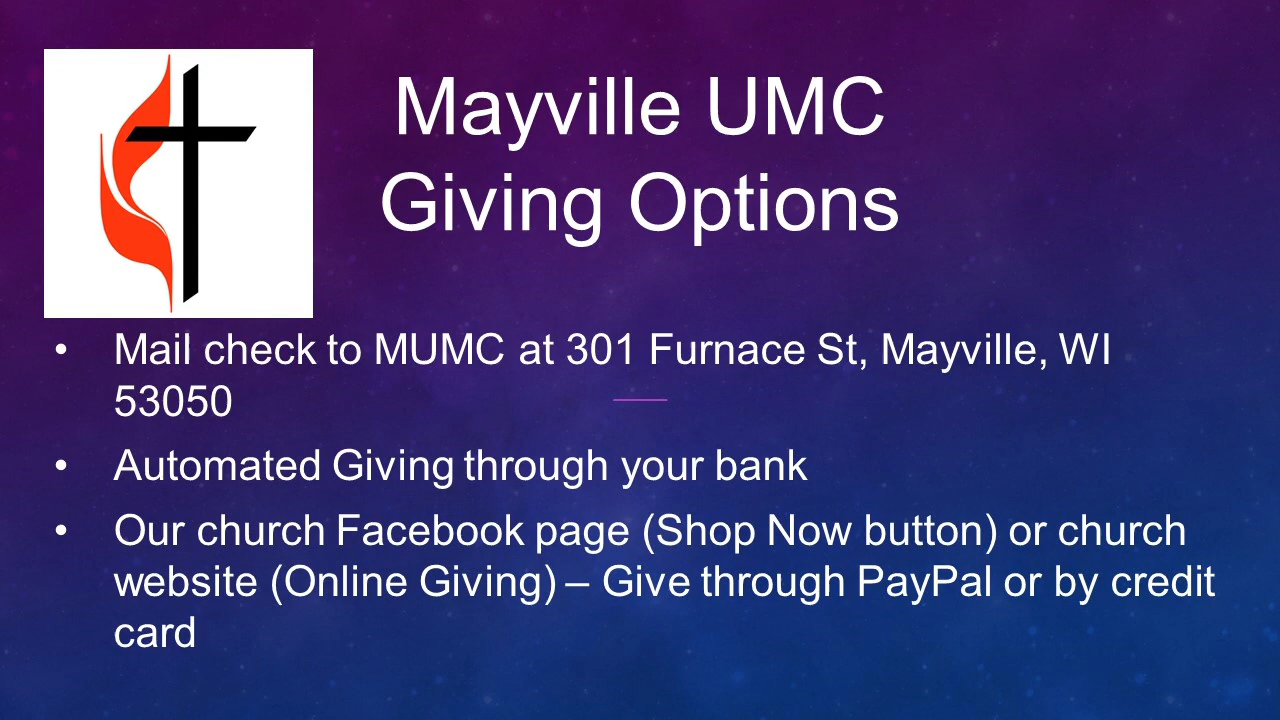 Mayville UMC
Giving Options
• Mail check to MUMC at 301 Furnace St, Mayville, WI
53050
• Automated Giving through your bank
• Our church Facebook page (Shop Now button) or church
website (Online Giving) – Give through PayPal or by credit
card